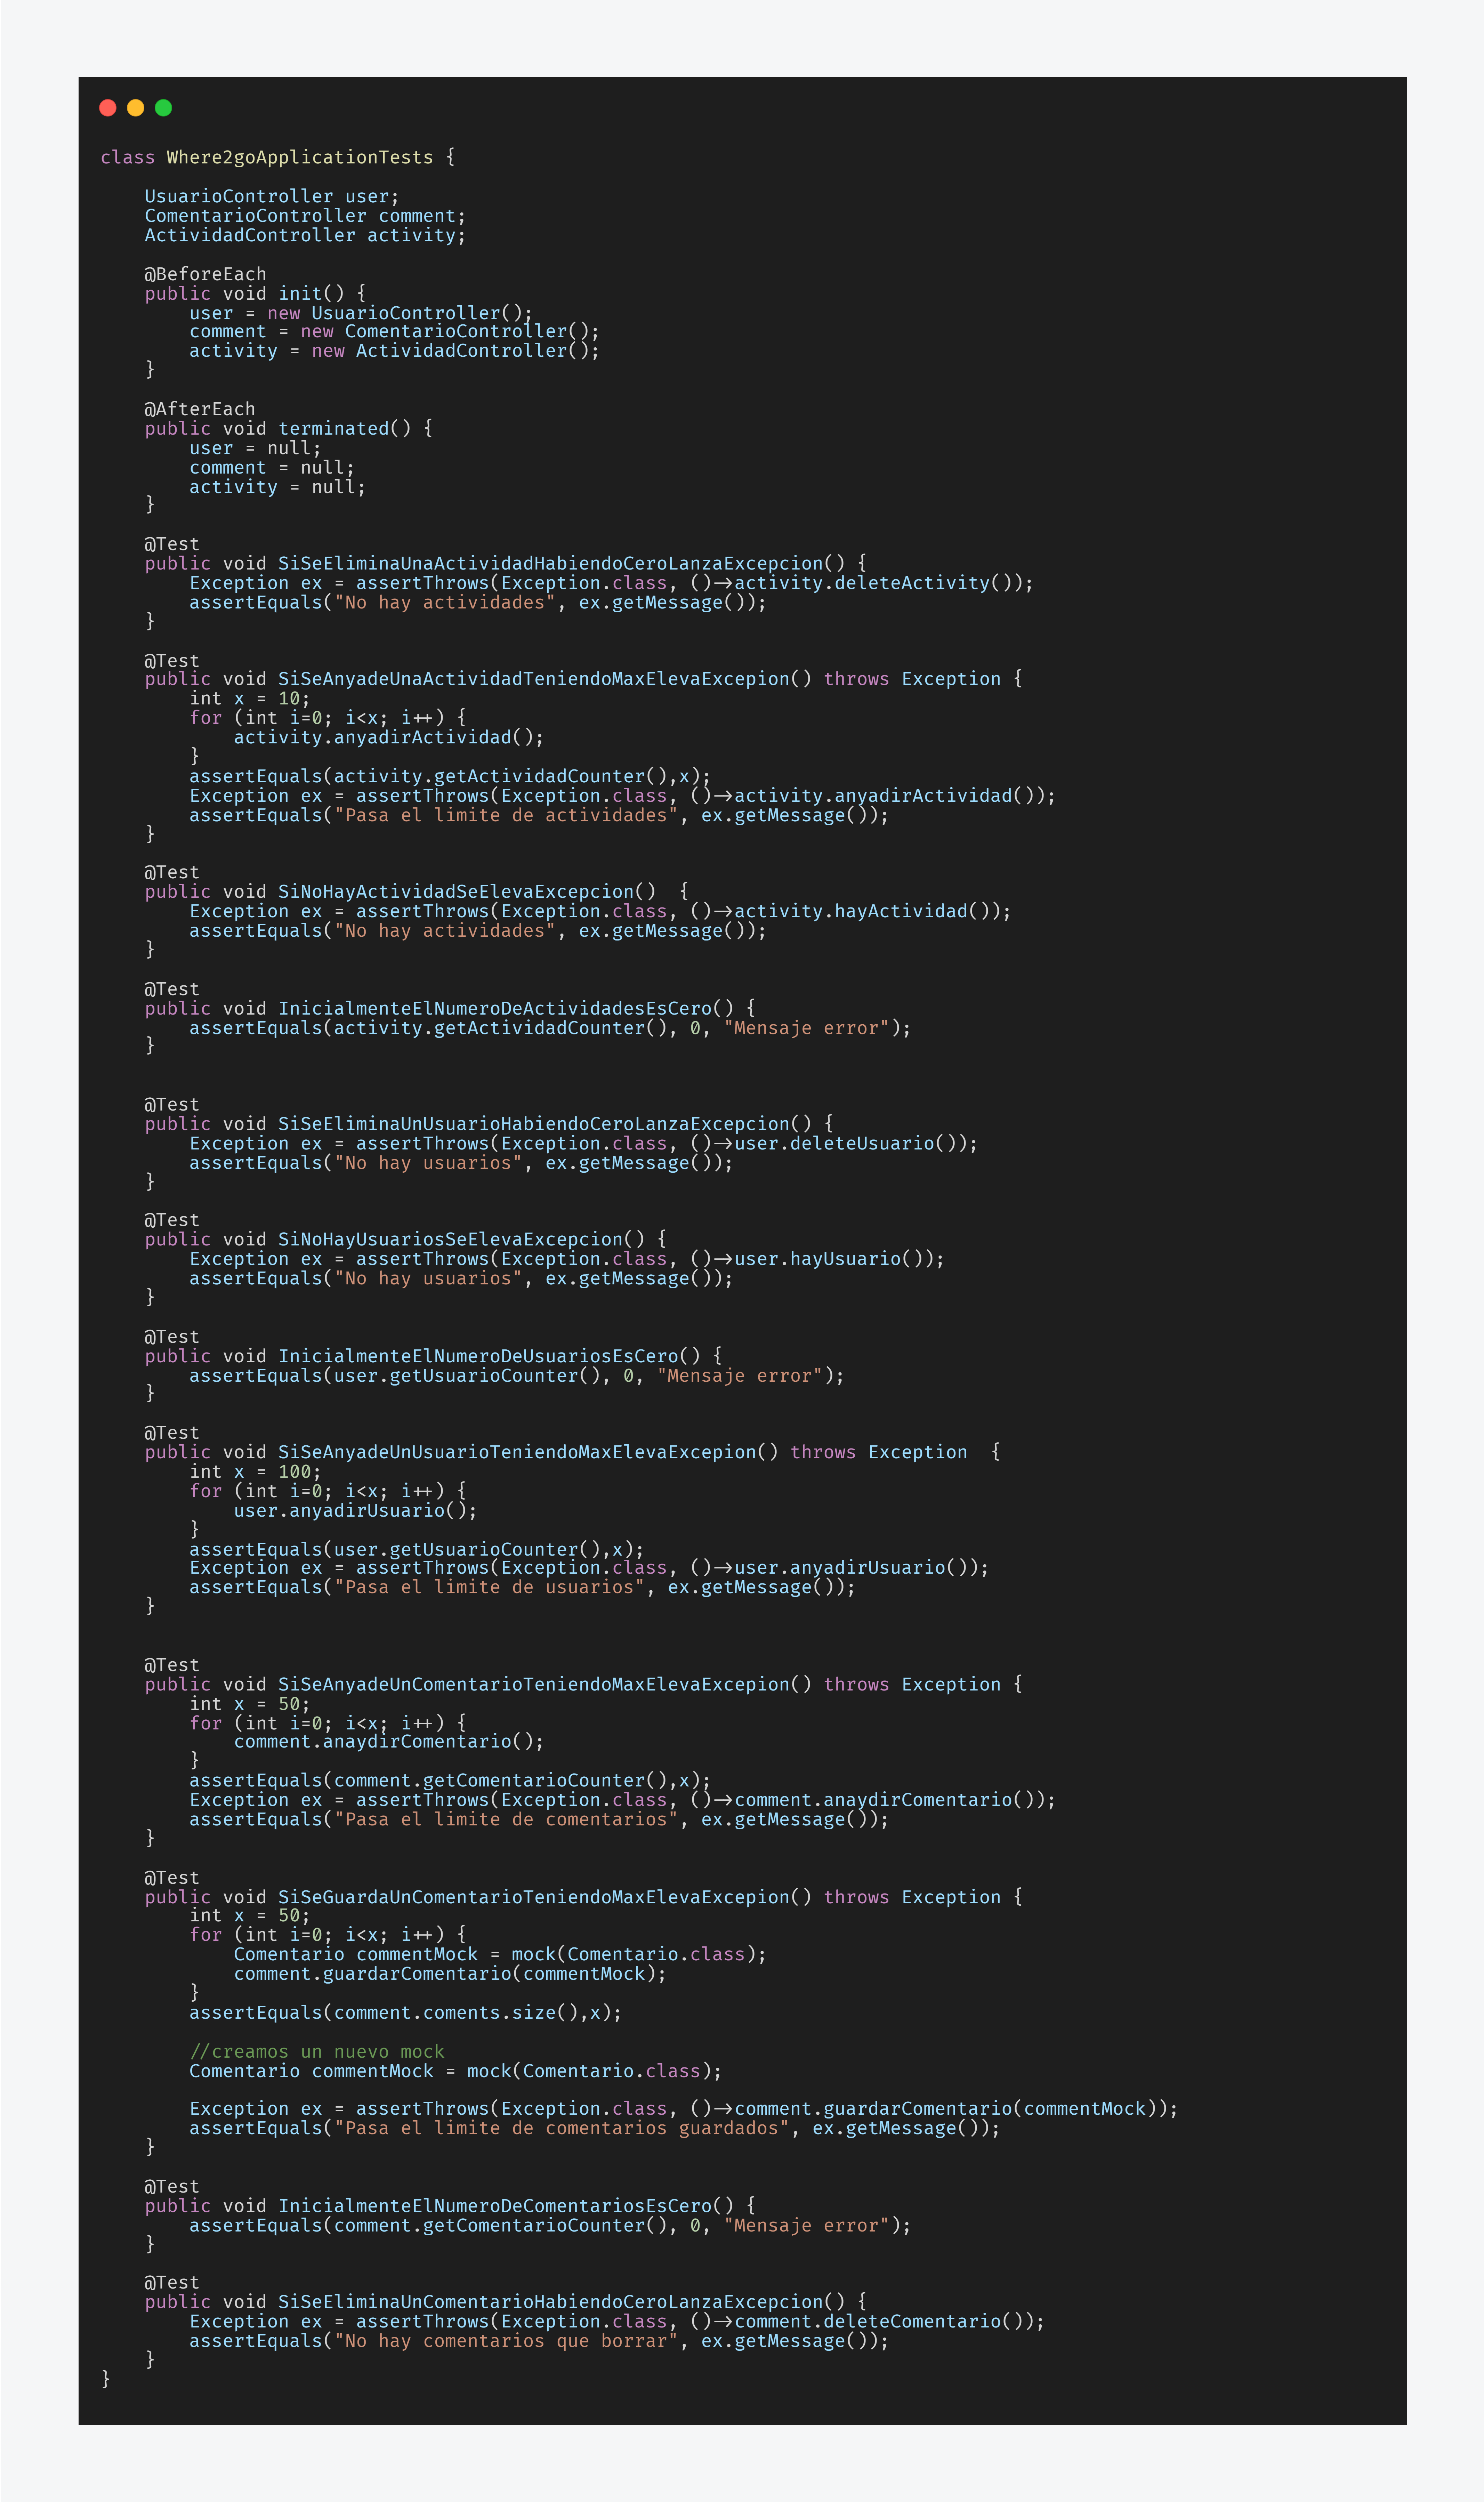 class Where2goApplicationTests {
UsuarioController user;
ComentarioController comment;
ActividadController activity;
@BeforeEach
public void init() {
user = new UsuarioController();
comment = new ComentarioController();
activity = new ActividadController();
}
@AfterEach
public void terminated() {
user = null;
comment = null;
activity = null;
}
@Test
public void SiSeEliminaUnaActividadHabiendoCeroLanzaExcepcion() {
Exception ex = assertThrows(Exception.class, ()->activity.deleteActivity());
assertEquals("No hay actividades", ex.getMessage());
}
@Test
public void SiSeAnyadeUnaActividadTeniendoMaxElevaExcepion() throws Exception {
int x = 10;
for (int i=0; i<x; i++) {
activity.anyadirActividad();
}
assertEquals(activity.getActividadCounter(),x);
Exception ex = assertThrows(Exception.class, ()->activity.anyadirActividad());
assertEquals("Pasa el limite de actividades", ex.getMessage());
}
@Test
public void SiNoHayActividadSeElevaExcepcion()  {
Exception ex = assertThrows(Exception.class, ()->activity.hayActividad());
assertEquals("No hay actividades", ex.getMessage());
}
@Test
public void InicialmenteElNumeroDeActividadesEsCero() {
assertEquals(activity.getActividadCounter(), 0, "Mensaje error");
}
@Test
public void SiSeEliminaUnUsuarioHabiendoCeroLanzaExcepcion() {
Exception ex = assertThrows(Exception.class, ()->user.deleteUsuario());
assertEquals("No hay usuarios", ex.getMessage());
}
@Test
public void SiNoHayUsuariosSeElevaExcepcion() {
Exception ex = assertThrows(Exception.class, ()->user.hayUsuario());
assertEquals("No hay usuarios", ex.getMessage());
}
@Test
public void InicialmenteElNumeroDeUsuariosEsCero() {
assertEquals(user.getUsuarioCounter(), 0, "Mensaje error");
}
@Test
public void SiSeAnyadeUnUsuarioTeniendoMaxElevaExcepion() throws Exception  {
int x = 100;
for (int i=0; i<x; i++) {
user.anyadirUsuario();
}
assertEquals(user.getUsuarioCounter(),x);
Exception ex = assertThrows(Exception.class, ()->user.anyadirUsuario());
assertEquals("Pasa el limite de usuarios", ex.getMessage());
}
@Test
public void SiSeAnyadeUnComentarioTeniendoMaxElevaExcepion() throws Exception {
int x = 50;
for (int i=0; i<x; i++) {
comment.anaydirComentario();
}
assertEquals(comment.getComentarioCounter(),x);
Exception ex = assertThrows(Exception.class, ()->comment.anaydirComentario());
assertEquals("Pasa el limite de comentarios", ex.getMessage());
}
@Test
public void SiSeGuardaUnComentarioTeniendoMaxElevaExcepion() throws Exception {
int x = 50;
for (int i=0; i<x; i++) {
Comentario commentMock = mock(Comentario.class);
comment.guardarComentario(commentMock);
}
assertEquals(comment.coments.size(),x);
//creamos un nuevo mock
Comentario commentMock = mock(Comentario.class);
Exception ex = assertThrows(Exception.class, ()->comment.guardarComentario(commentMock));
assertEquals("Pasa el limite de comentarios guardados", ex.getMessage());
}
@Test
public void InicialmenteElNumeroDeComentariosEsCero() {
assertEquals(comment.getComentarioCounter(), 0, "Mensaje error");
}
@Test
public void SiSeEliminaUnComentarioHabiendoCeroLanzaExcepcion() {
Exception ex = assertThrows(Exception.class, ()->comment.deleteComentario());
assertEquals("No hay comentarios que borrar", ex.getMessage());
}
}